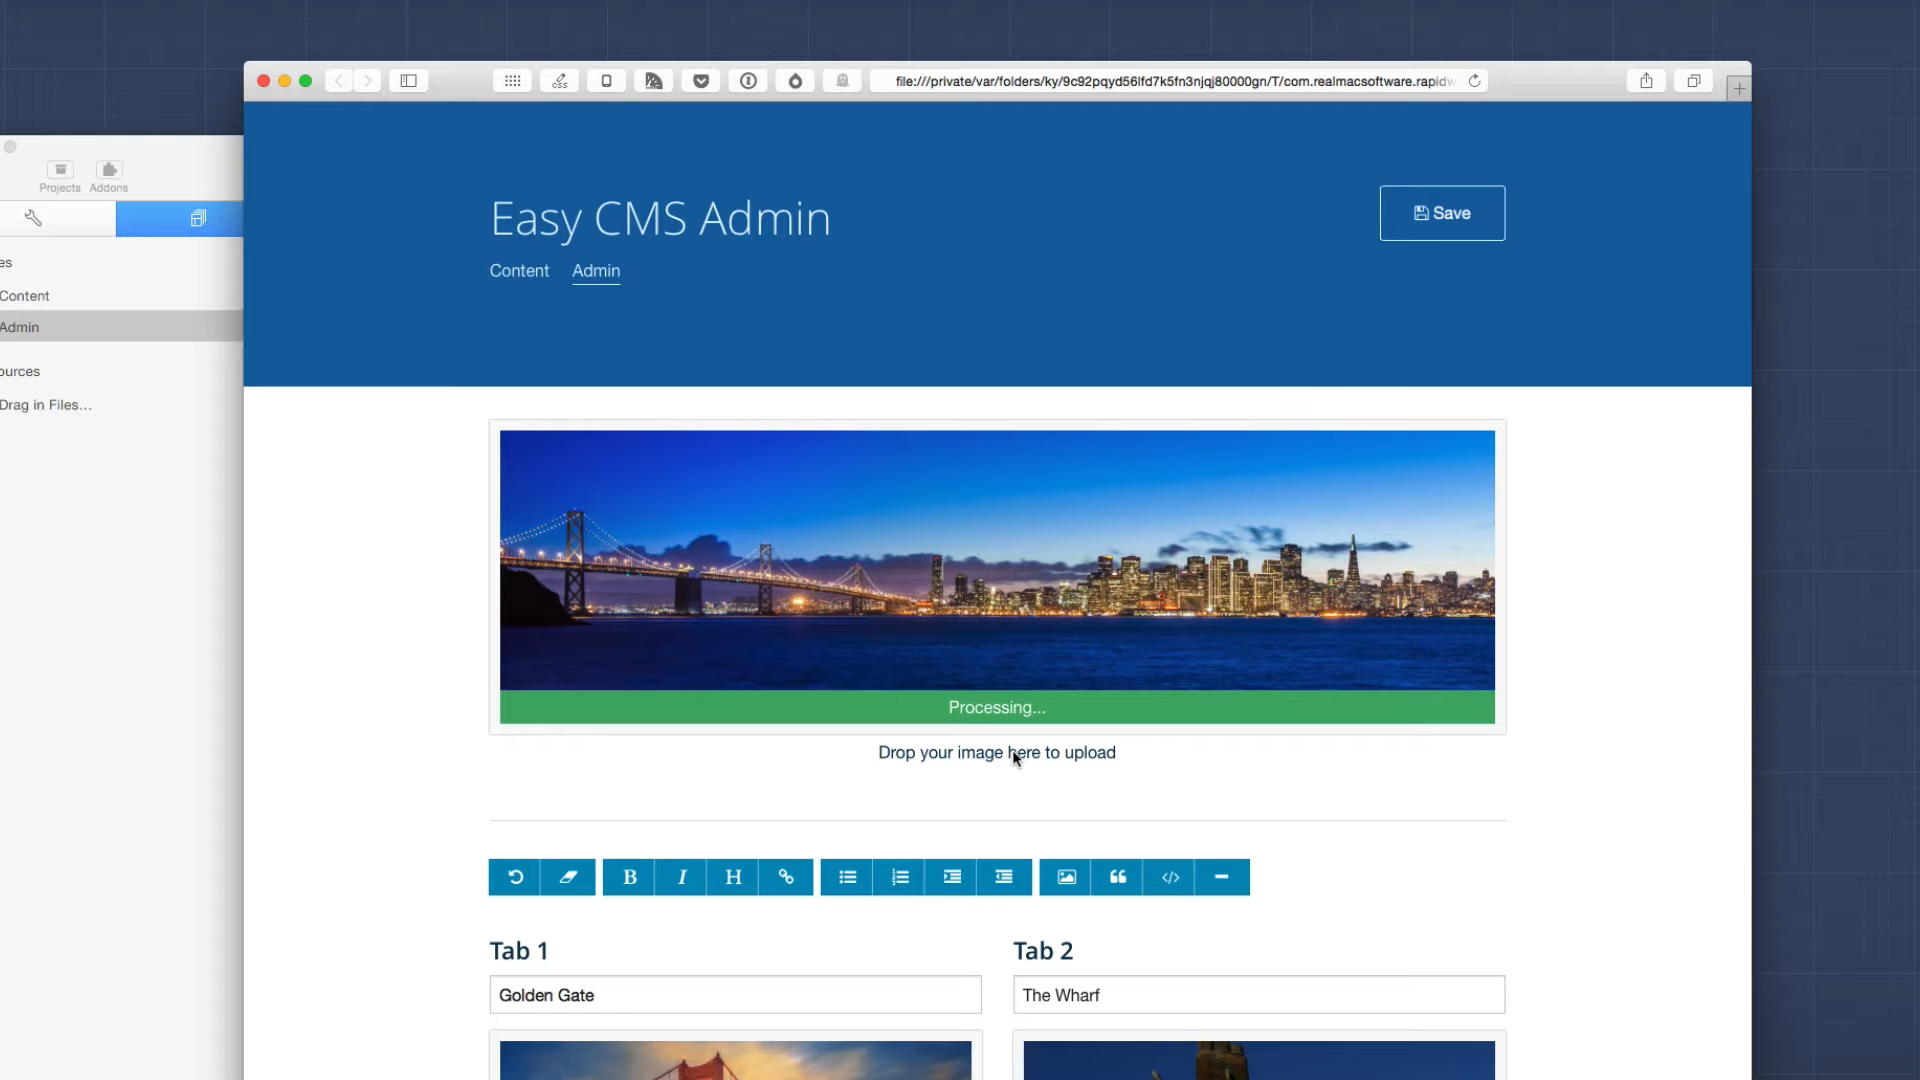 file:///private/var/folders/ky/9c92pqyd56lfd7k5fn3njqj80000gn/T/com.realmacsoftware.rapidw
Projects Addons
es
Content
Admin
ources
Drag in Files...
Easy CMS Admin
Save
Content Admin
Processing...
Drop your image here to upload
B I H
Tab 1
Golden Gate
Tab 2
The Wharf